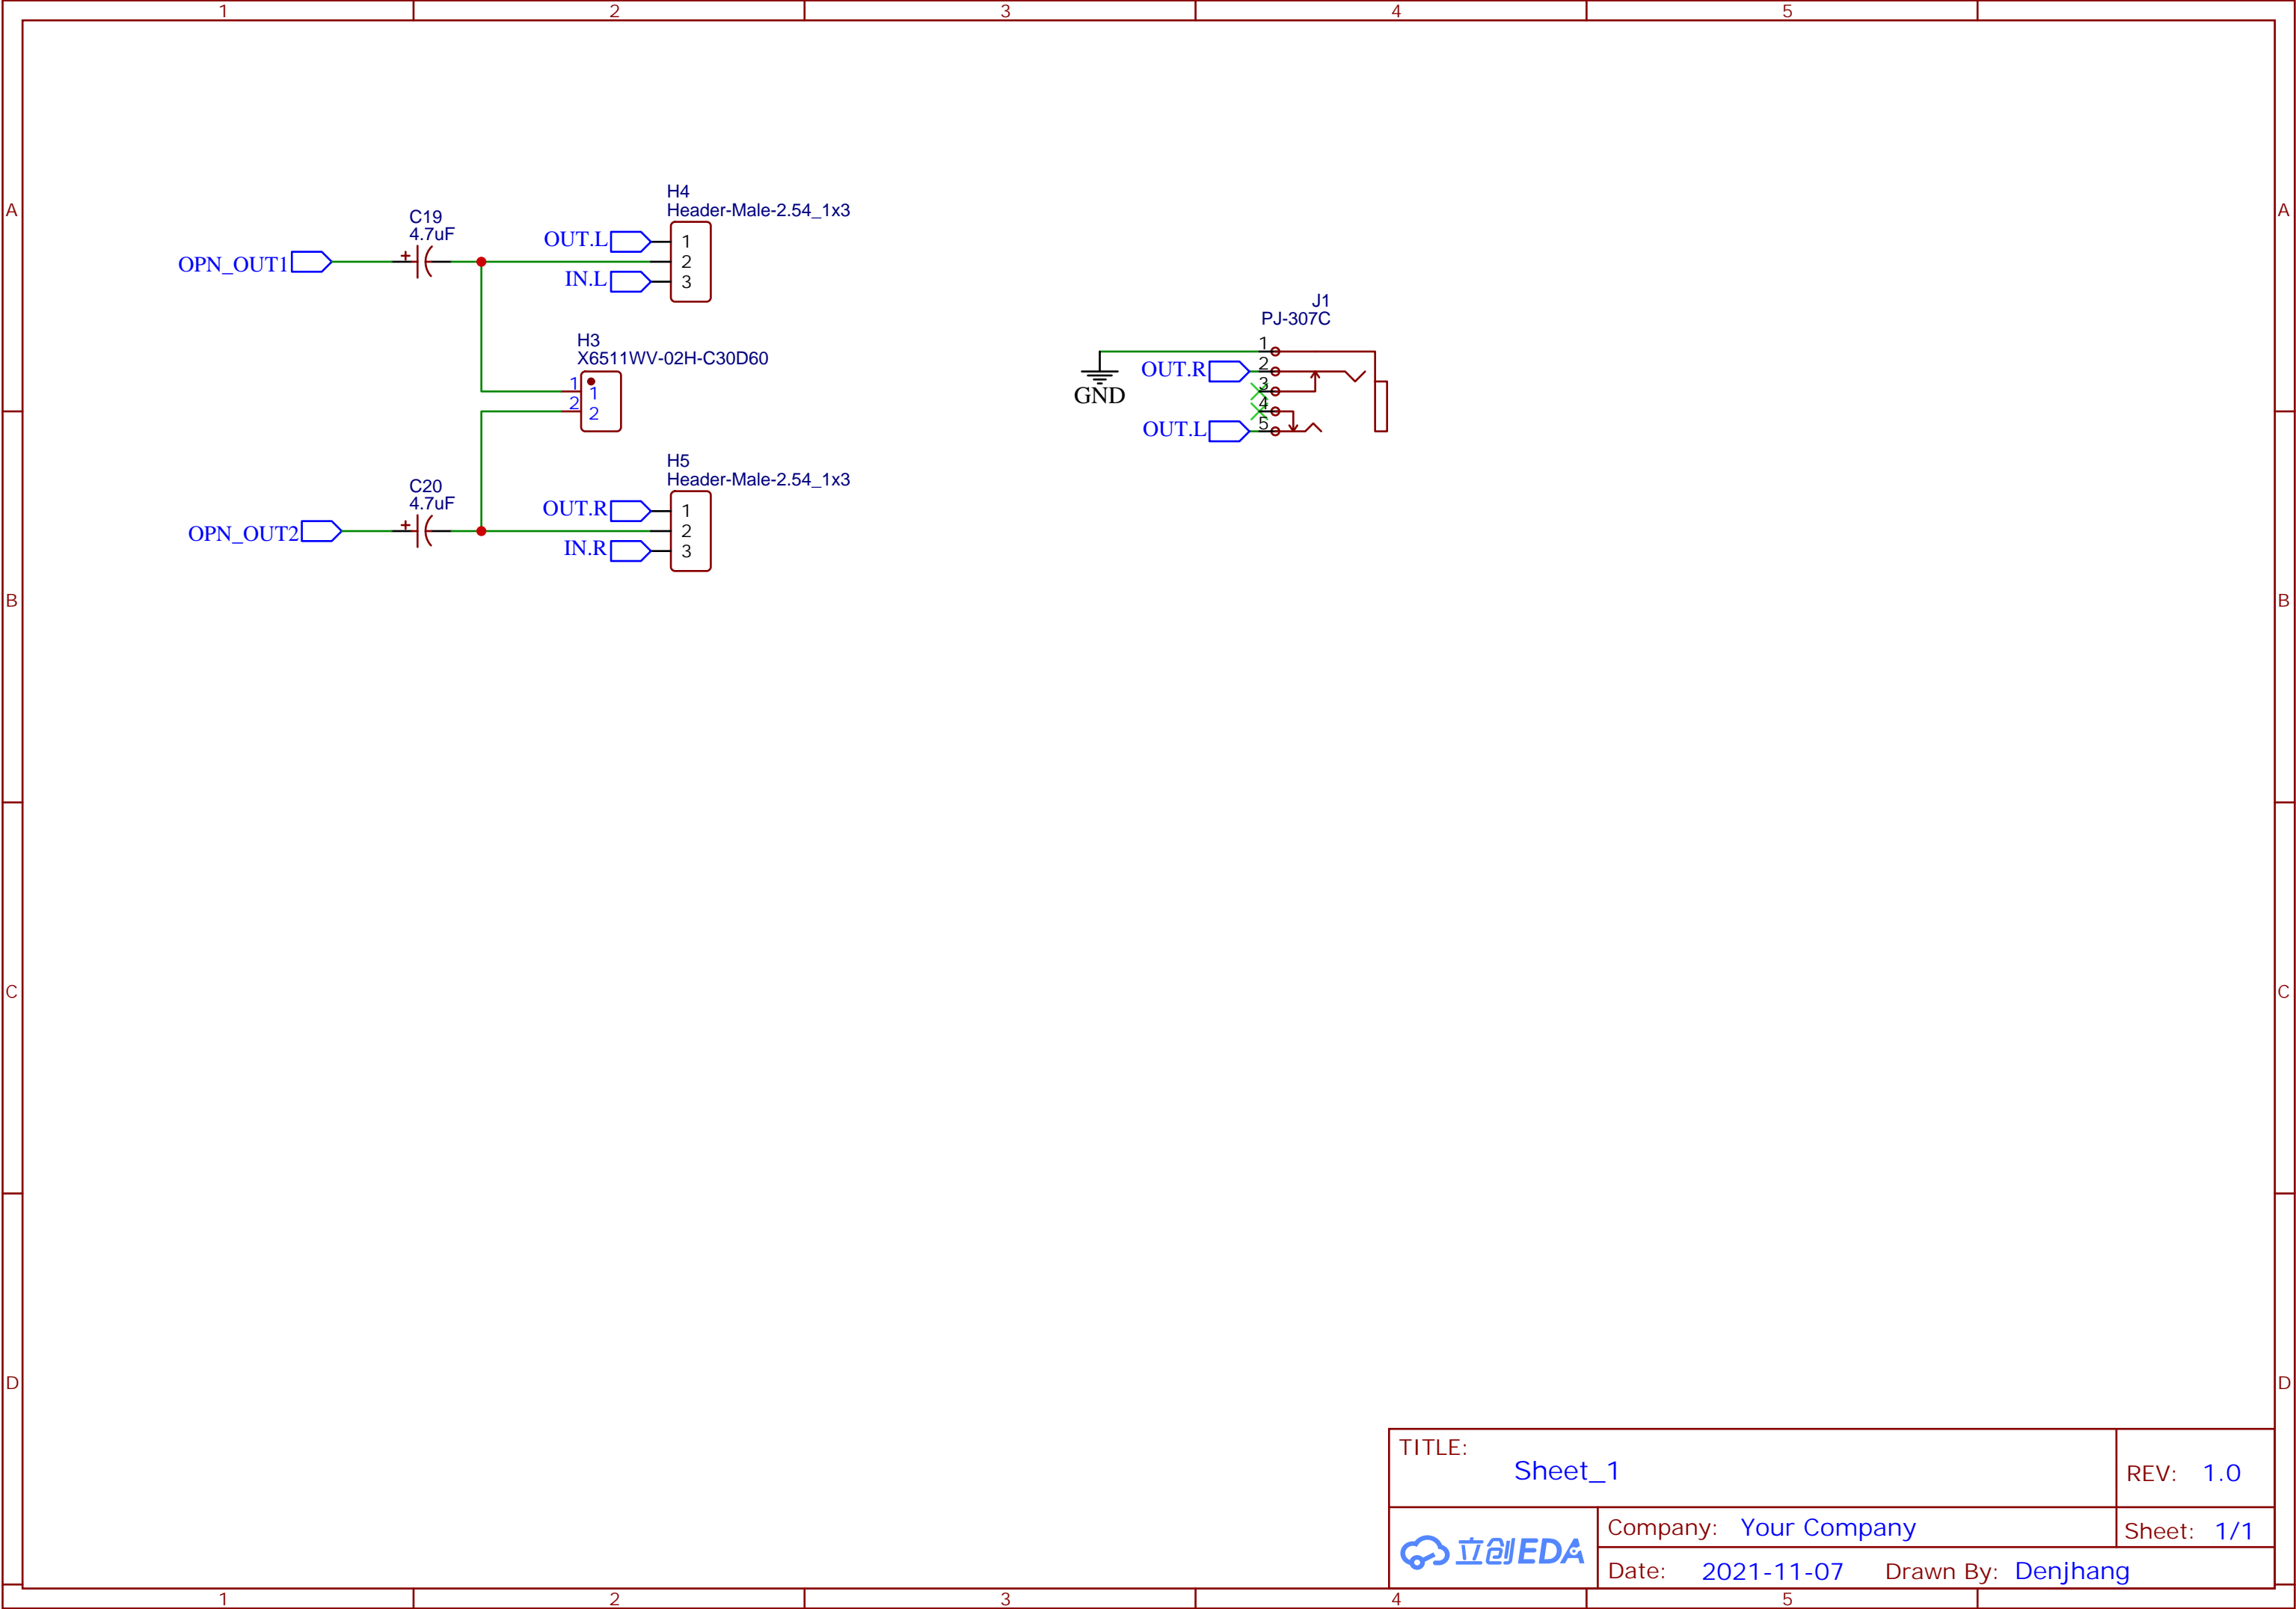 1 2 3 4 5
A A
H4
Header-Male-2.54_1x3
C19
4.7uF
OPN_OUT1
+
OUT.L
IN.L
1
2
3
H3
X6511WV-02H-C30D60
1 1
2 2
H5
Header-Male-2.54_1x3
C20
4.7uF
OPN_OUT2
+
OUT.R
IN.R
1
2
3
J1
PJ-307C
GND
OUT.R
OUT.L
1
2
3
4
5
B B
C C
D D
TITLE:
Sheet_1
REV: 1.0
立创EDA
Company: Your Company
Sheet: 1/1
Date: 2021-11-07 Drawn By: Denjhang
1 2 3 4 5